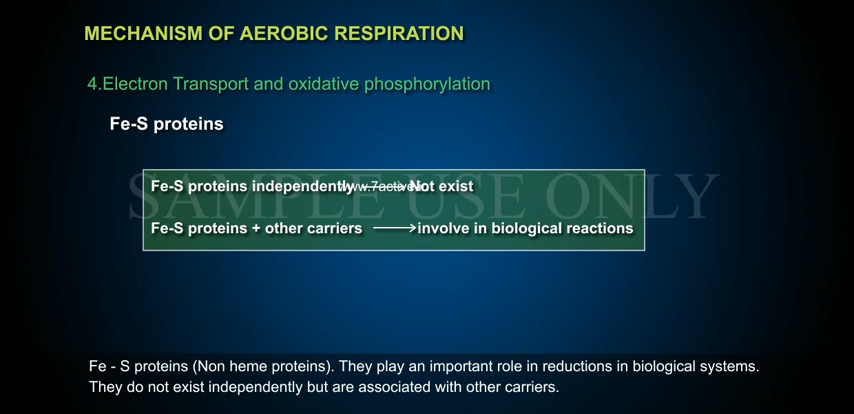 MECHANISM OF AEROBIC RESPIRATION
4.Electron Transport and oxidative phosphorylation
Fe-S proteins
SAMPLE USE ONLY
Fe-S proteins independently → Not exist
Fe-S proteins + other carriers → involve in biological reactions
Fe - S proteins (Non heme proteins). They play an important role in reductions in biological systems.
They do not exist independently but are associated with other carriers.